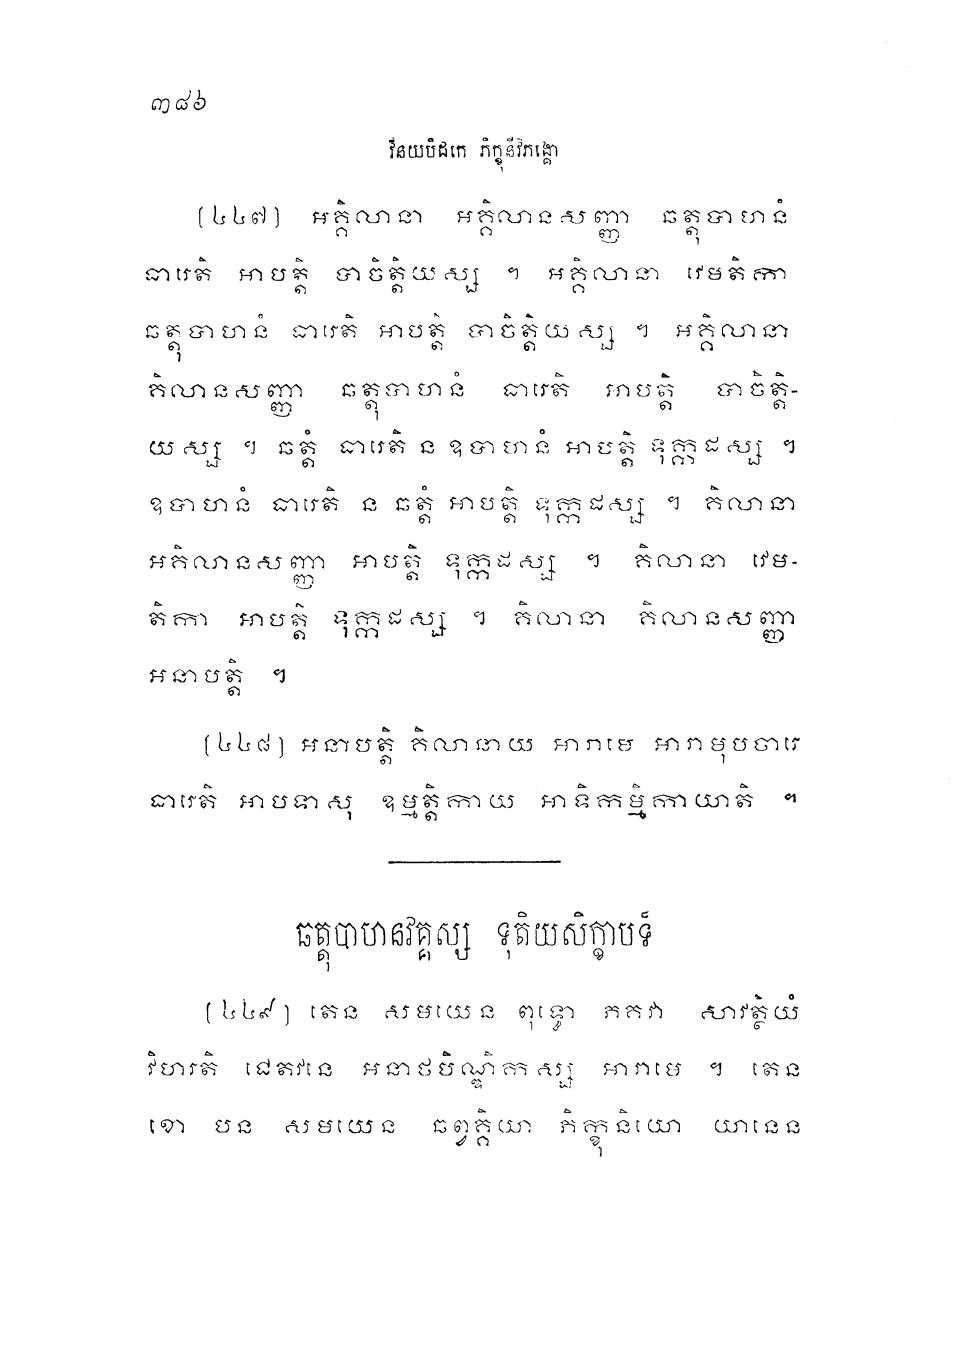 ៣៨៦
វិនយបិដកេ ភិក្ខុនីវិភង្គោ
(៤៤៧) អគ្គិលានា អគ្គិលានសញ្ញា ឆត្តុបាហនំ
ធារេតិ អាបត្តិ បាចិត្តិយស្ស ។ អគ្គិលានា វេមតិកា
ឆត្តុបាហនំ ធារេតិ អាបត្តិ បាចិត្តិយស្ស ។ អគ្គិលានា
គិលានសញ្ញា ឆត្តុបាហនំ ធារេតិ អាបត្តិ បាចិត្តិ-
យស្ស ។ ឆត្តំ ធារេតិ ន ឧបាហនំ អាបត្តិ ទុក្កដស្ស ។
ឧបាហនំ ធារេតិ ន ឆត្តំ អាបត្តិ ទុក្កដស្ស ។ គិលានា
អគិលានសញ្ញា អាបត្តិ ទុក្កដស្ស ។ គិលានា វេម-
តិកា អាបត្តិ ទុក្កដស្ស ។ គិលានា គិលានសញ្ញា
អនាបត្តិ ។
(៤៤៨) អនាបត្តិ គិលានាយ អារាមេ អារាមុបចារេ
ធារេតិ អាបទាសុ ឧម្មត្តិកាយ អាទិកម្មិកាយាតិ ។
ឆត្តុបាហនវគ្គស្ស ទុតិយសិក្ខាបទំ
(៤៤៩) តេន សមយេន ពុទ្ធោ ភគវា សាវត្ថិយំ
វិហរតិ ជេតវនេ អនាថបិណ្ឌិកស្ស អារាមេ ។ តេន
ខោ បន សមយេន ឆព្វគ្គិយា ភិក្ខុនិយោ យានេន